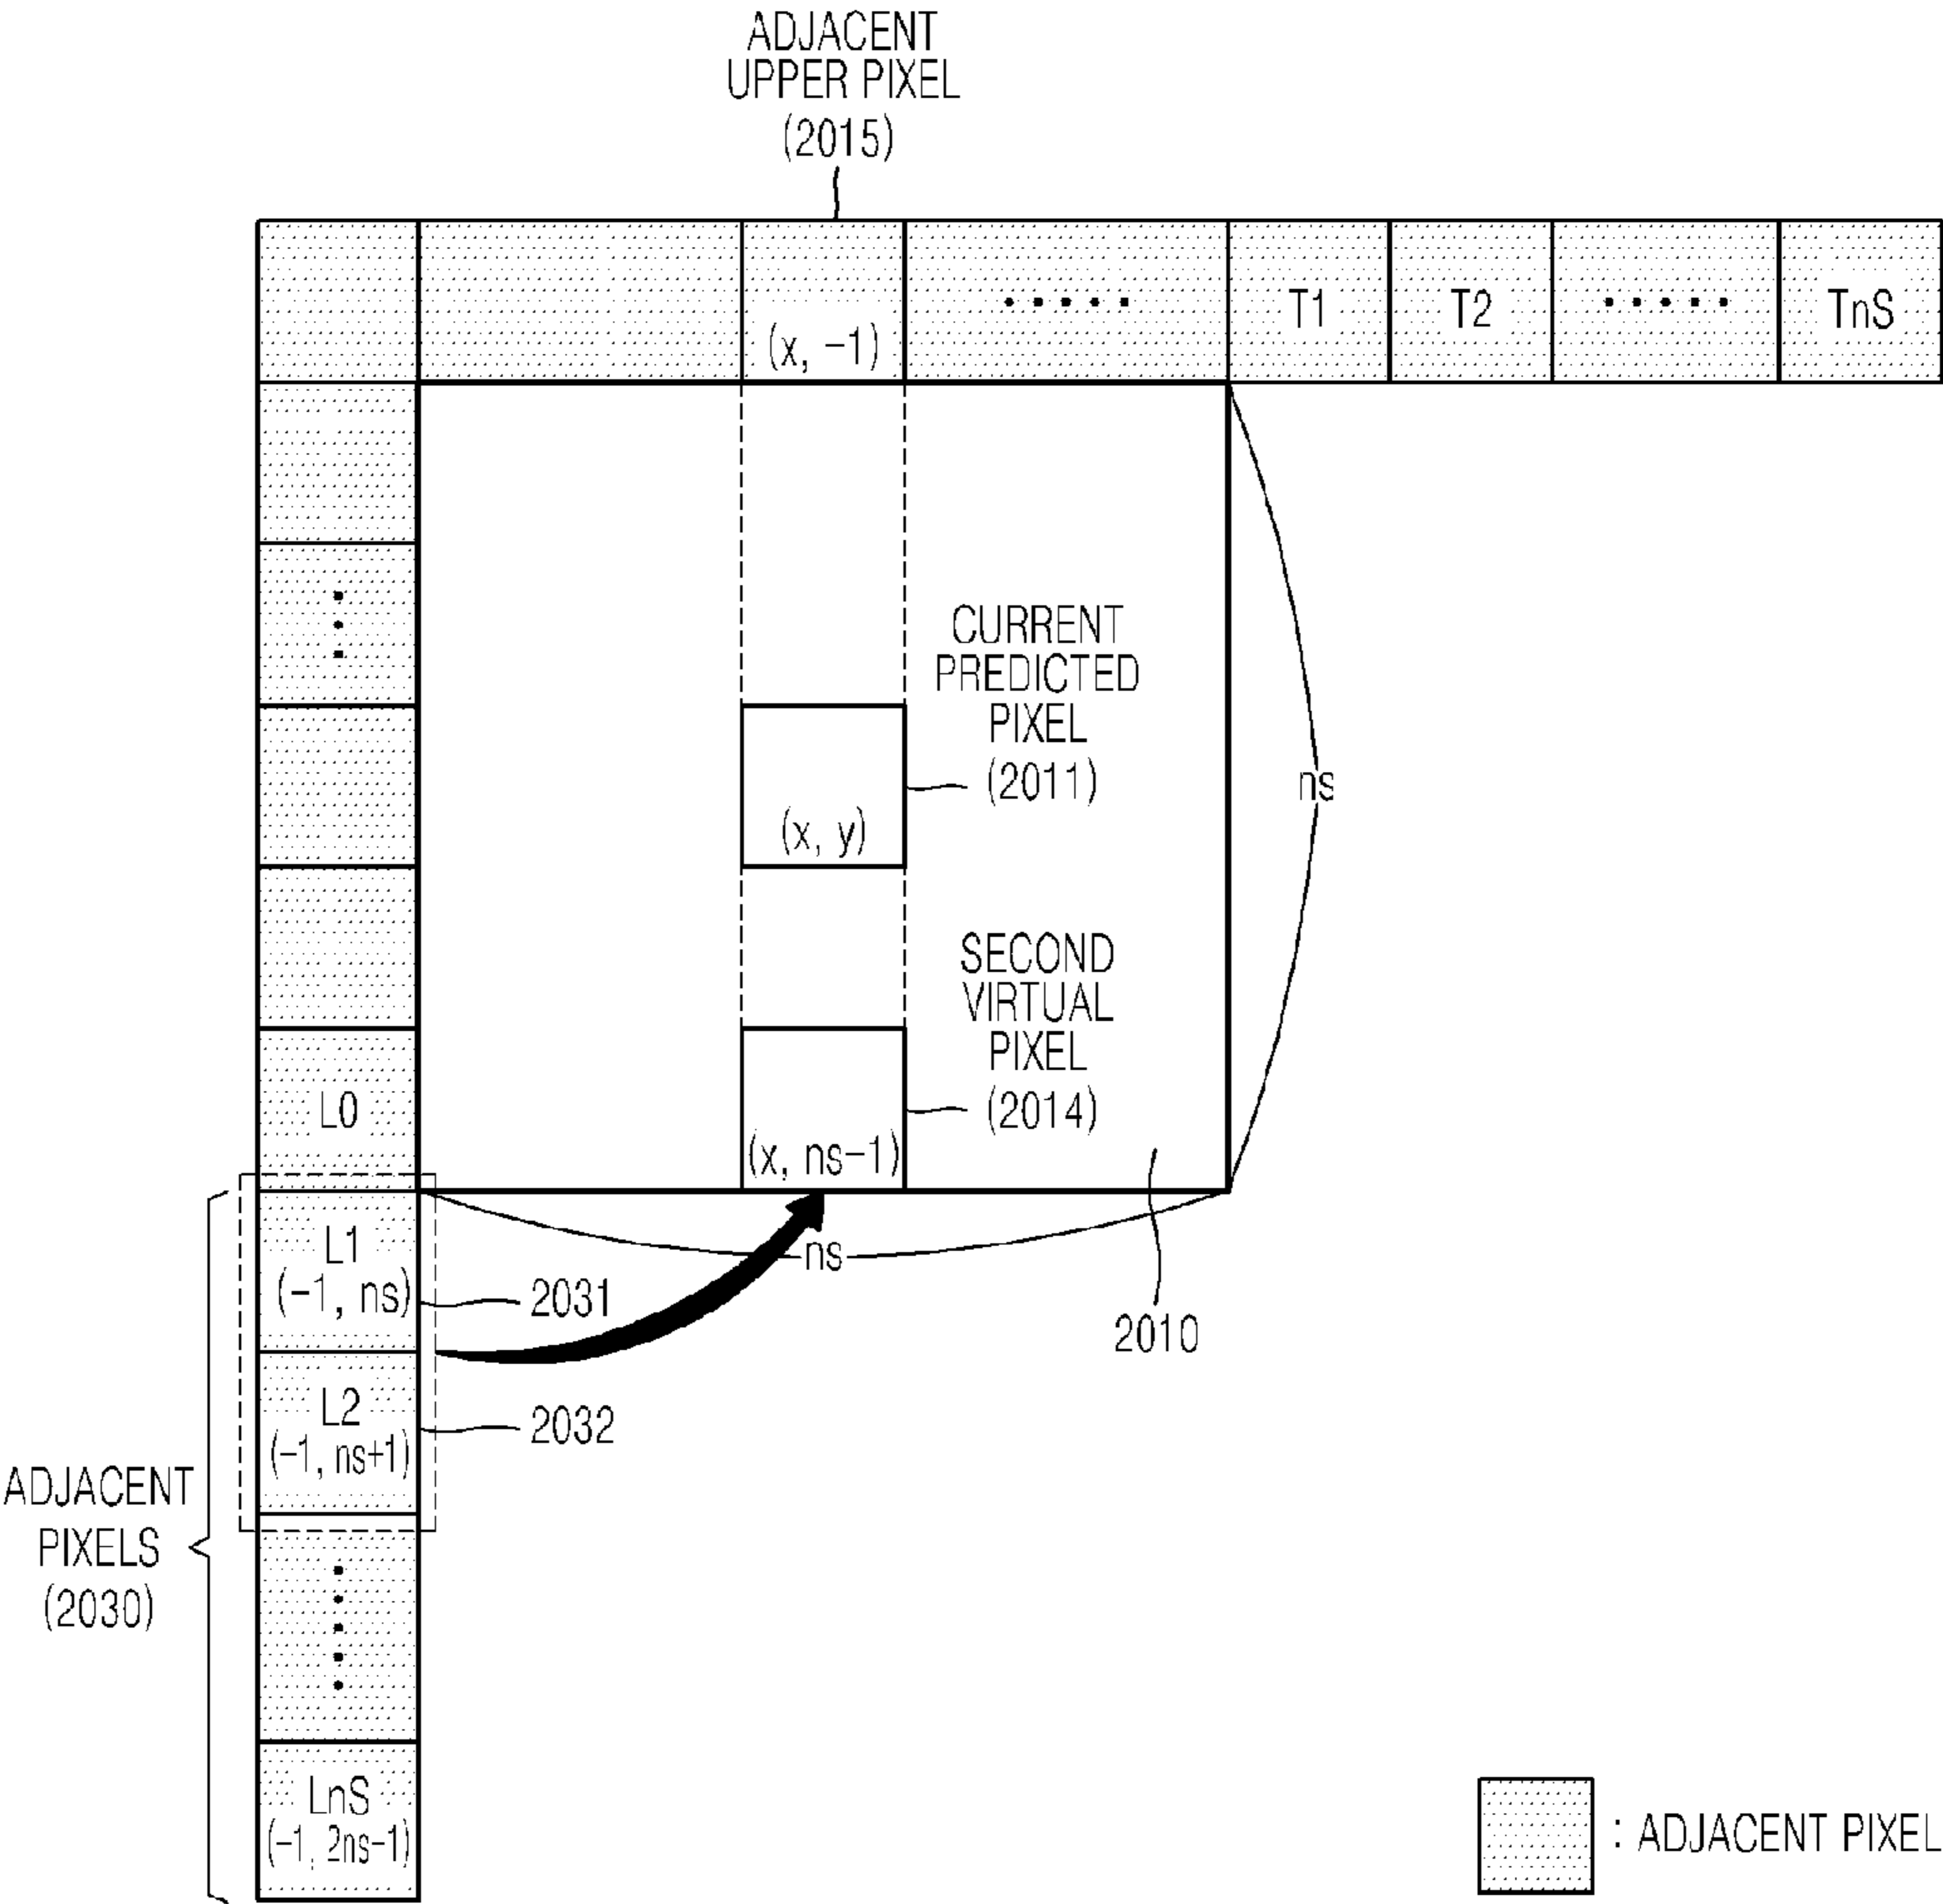 ADJACENT
UPPER PIXEL
(2015)
(x, -1)
T1
T2
TnS
CURRENT
PREDICTED
PIXEL
(2011)
(x, y)
ns
SECOND
VIRTUAL
PIXEL
(2014)
(x, ns-1)
L0
L1
(-1, ns)
2031
ns
2010
L2
(-1, ns+1)
2032
ADJACENT
PIXELS
(2030)
LnS
(-1, 2ns-1)
: ADJACENT PIXEL